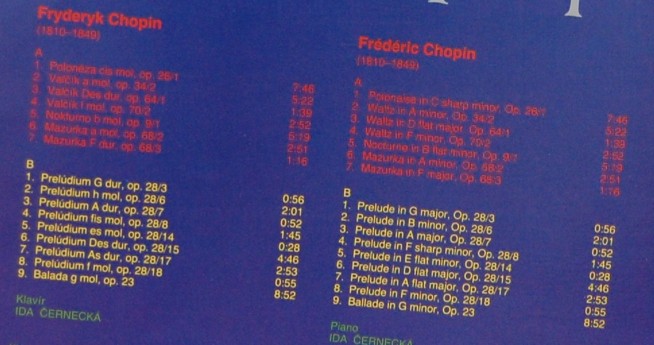 Fryderyk Chopin
(1810–1849)
A
1. Polonéza cis mol, op. 26/1 7:46
2. Valčík a mol, op. 34/2 5:22
3. Valčík Des dur, op. 64/1 1:39
4. Valčík f mol, op. 70/2 2:52
5. Nokturno b mol, op. 9/1 5:19
6. Mazurka a mol, op. 68/2 2:51
7. Mazurka F dur, op. 68/3 1:16
B
1. Prelúdium G dur, op. 28/3 0:56
2. Prelúdium h mol, op. 28/6 2:01
3. Prelúdium A dur, op. 28/7 0:52
4. Prelúdium fis mol, op. 28/8 1:45
5. Prelúdium es mol, op. 28/14 0:28
6. Prelúdium Des dur, op. 28/15 4:46
7. Prelúdium As dur, op. 28/17 2:53
8. Prelúdium f mol, op. 28/18 0:55
9. Balada g mol, op. 23 8:52
Klavír
IDA ČERNECKÁ
Frédéric Chopin
(1810–1849)
A
1. Polonaise in C sharp minor, Op. 26/1 7:46
2. Waltz in A minor, Op. 34/2 5:22
3. Waltz in D flat major, Op. 64/1 1:39
4. Waltz in F minor, Op. 70/2 2:52
5. Nocturne in B flat minor, Op. 9/1 5:19
6. Mazurka in A minor, Op. 68/2 2:51
7. Mazurka in F major, Op. 68/3 1:16
B
1. Prelude in G major, Op. 28/3 0:56
2. Prelude in B minor, Op. 28/6 2:01
3. Prelude in A major, Op. 28/7 0:52
4. Prelude in F sharp minor, Op. 28/8 1:45
5. Prelude in E flat minor, Op. 28/14 0:28
6. Prelude in D flat major, Op. 28/15 4:46
7. Prelude in A flat major, Op. 28/17 2:53
8. Prelude in F minor, Op. 28/18 0:55
9. Ballade in G minor, Op. 23 8:52
Piano
IDA ČERNECKÁ